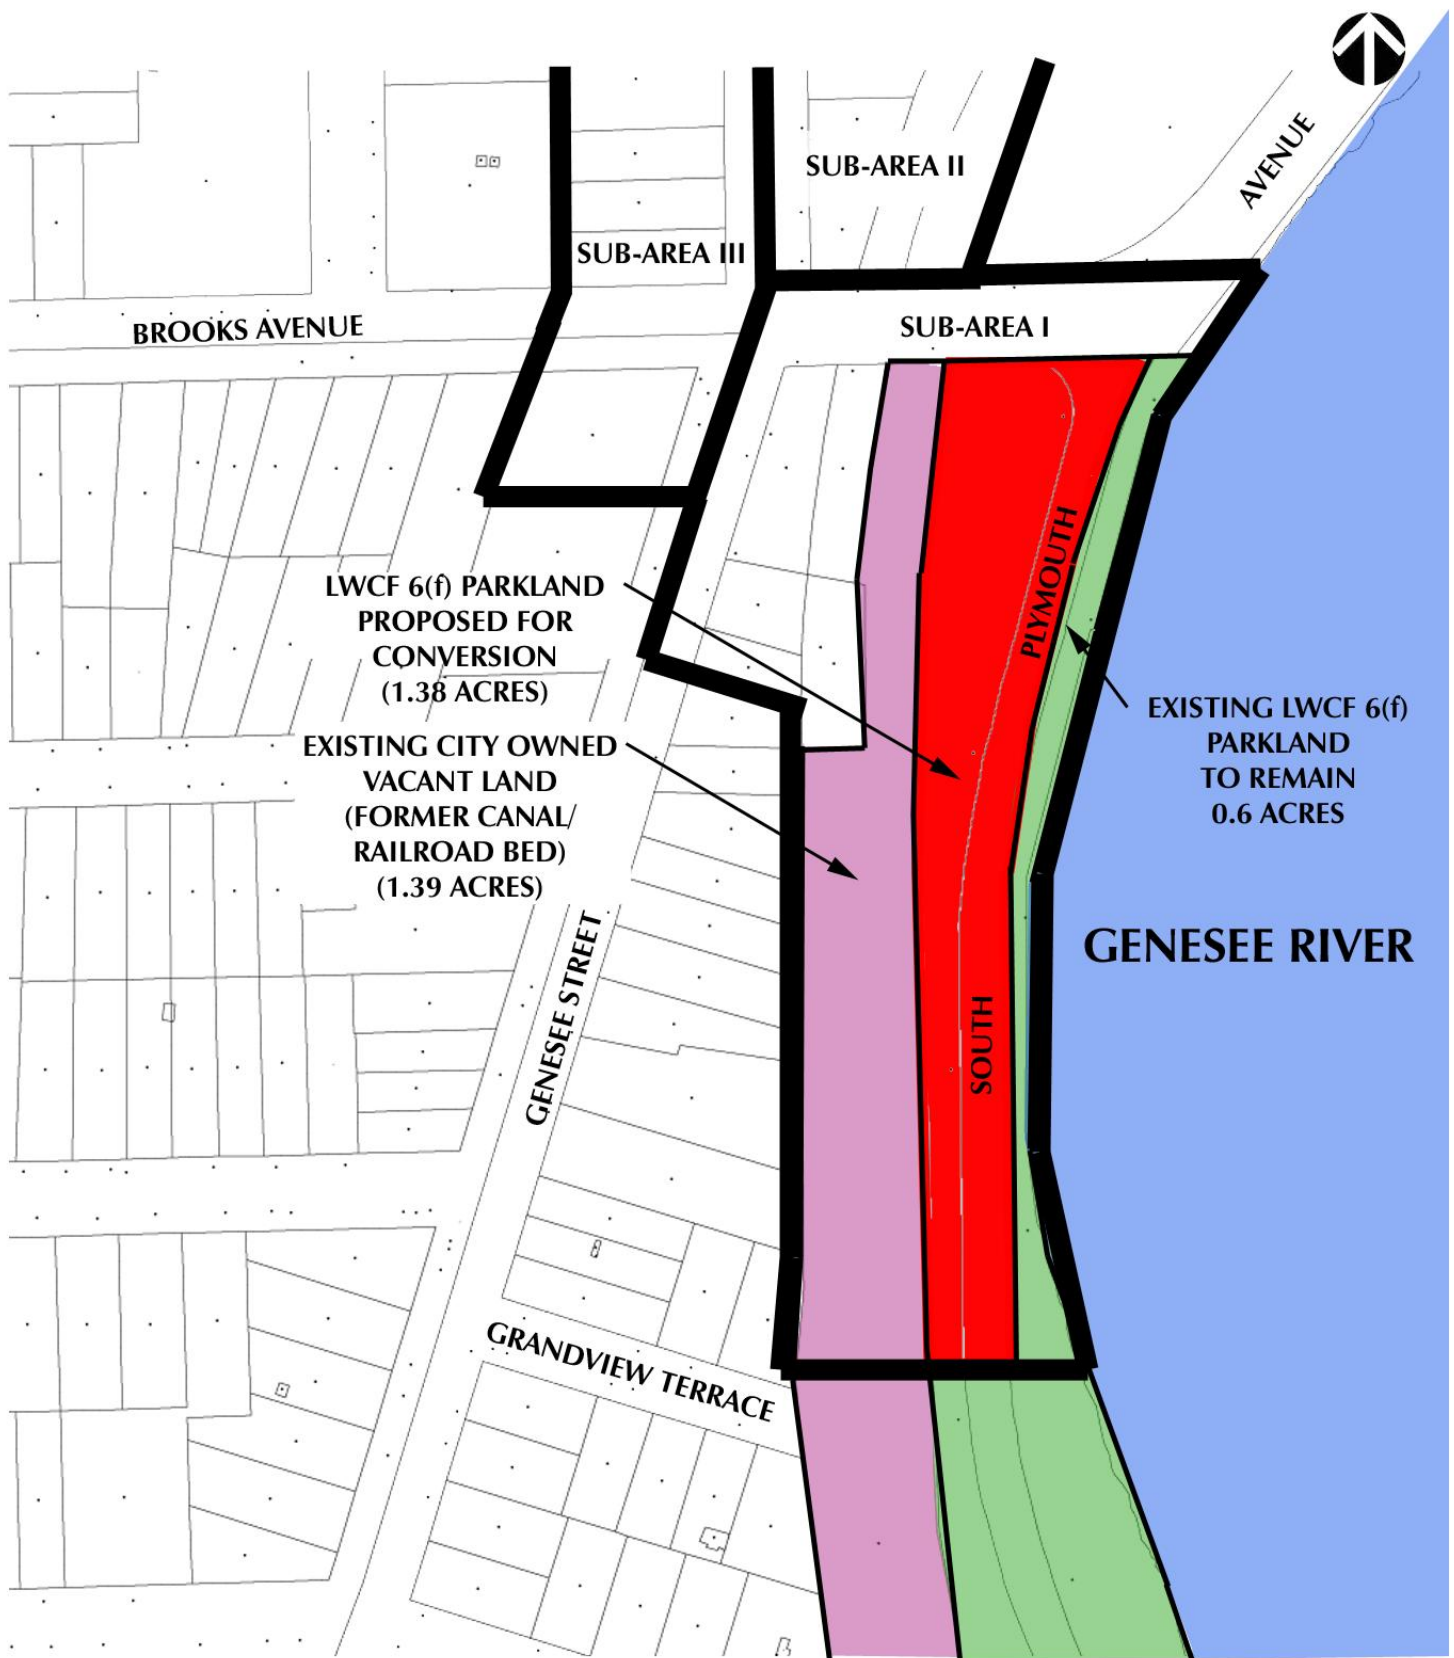 AVENUE
SUB-AREA II
SUB-AREA III
BROOKS AVENUE
SUB-AREA I
PLYMOUTH
LWCF 6(f) PARKLAND
PROPOSED FOR
CONVERSION
(1.38 ACRES)
EXISTING LWCF 6(f)
PARKLAND
TO REMAIN
0.6 ACRES
EXISTING CITY OWNED
VACANT LAND
(FORMER CANAL/
RAILROAD BED)
(1.39 ACRES)
GENESEE RIVER
GENESEE STREET
SOUTH
GRANDVIEW TERRACE